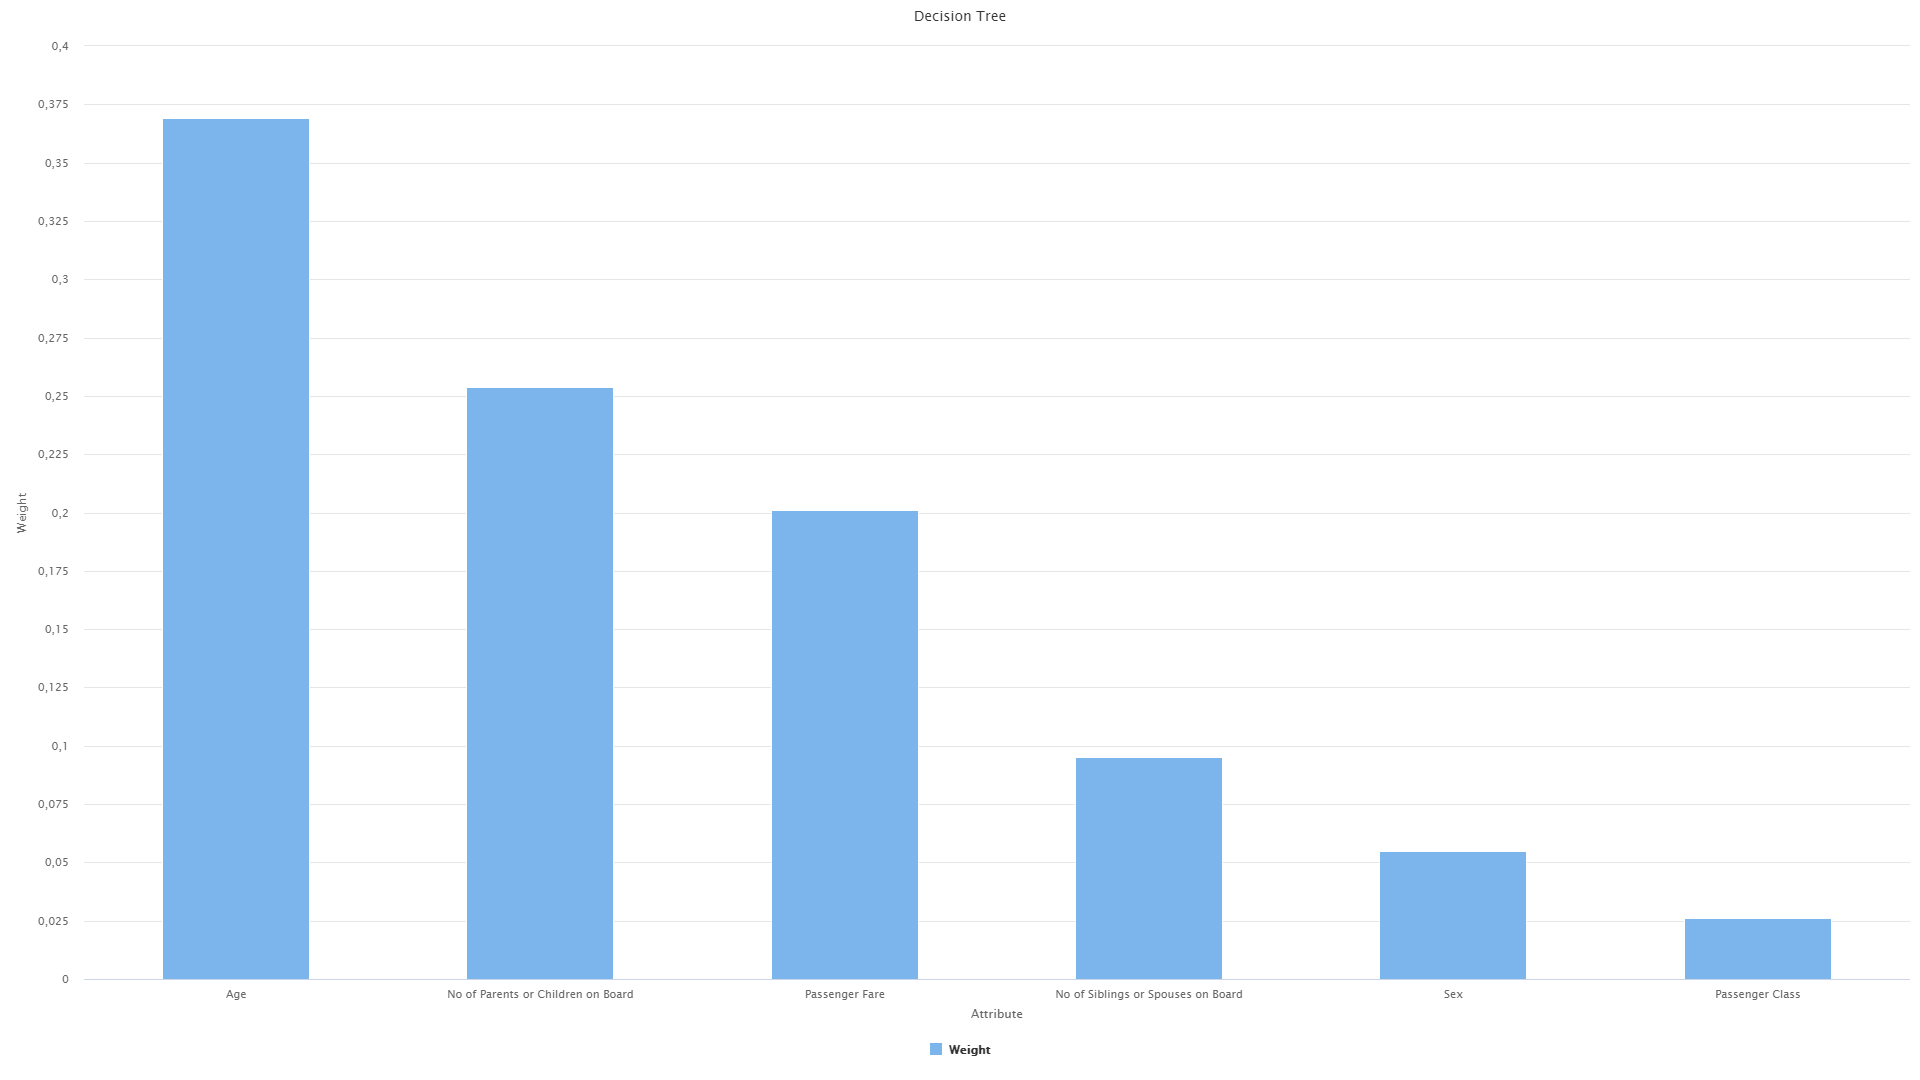 Decision Tree
0,4
0,375
0,35
0,325
0,3
0,275
0,25
0,225
0,2
0,175
0,15
0,125
0,1
0,075
0,05
0,025
0
Weight
Age
No of Parents or Children on Board
Passenger Fare
No of Siblings or Spouses on Board
Sex
Passenger Class
Attribute
Weight